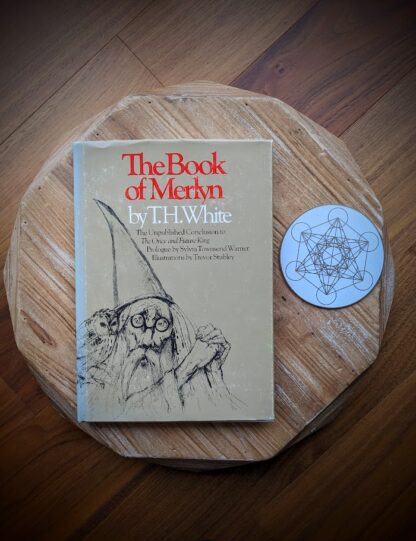 The Book
of Merlyn
by T.H. White
The Unpublished Conclusion to
The Once and Future King
Prologue by Sylvia Townsend Warner
Illustrations by Trevor Stubley